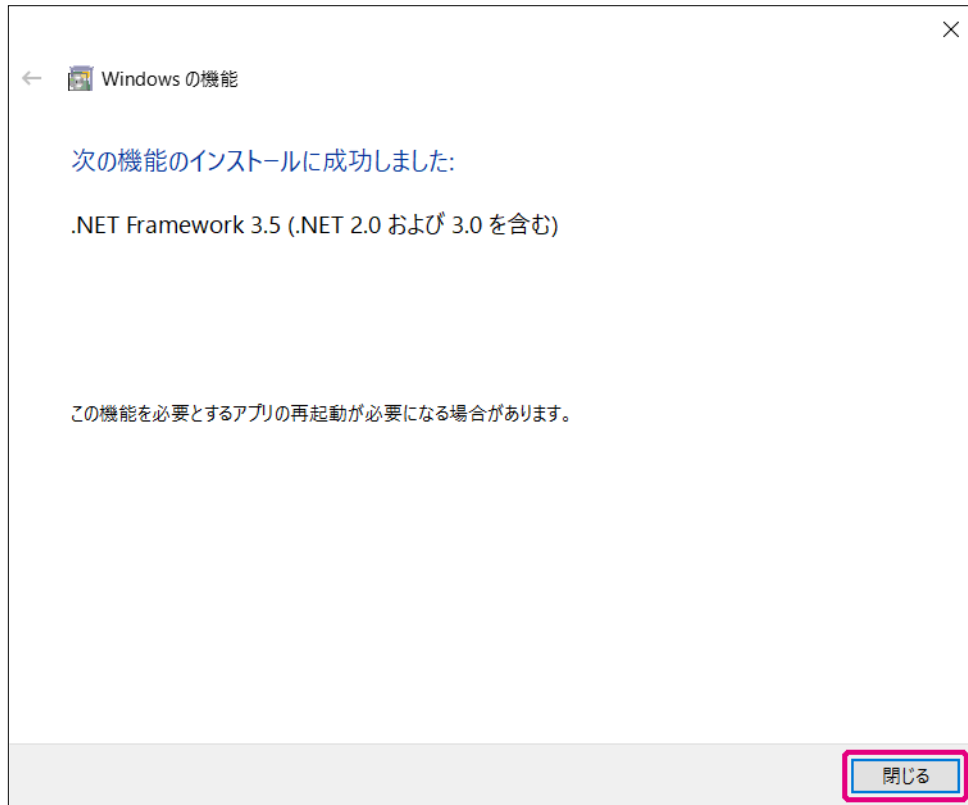 Windows の機能
次の機能のインストールに成功しました:
.NET Framework 3.5 (.NET 2.0 および 3.0 を含む)
この機能を必要とするアプリの再起動が必要になる場合があります。
閉じる